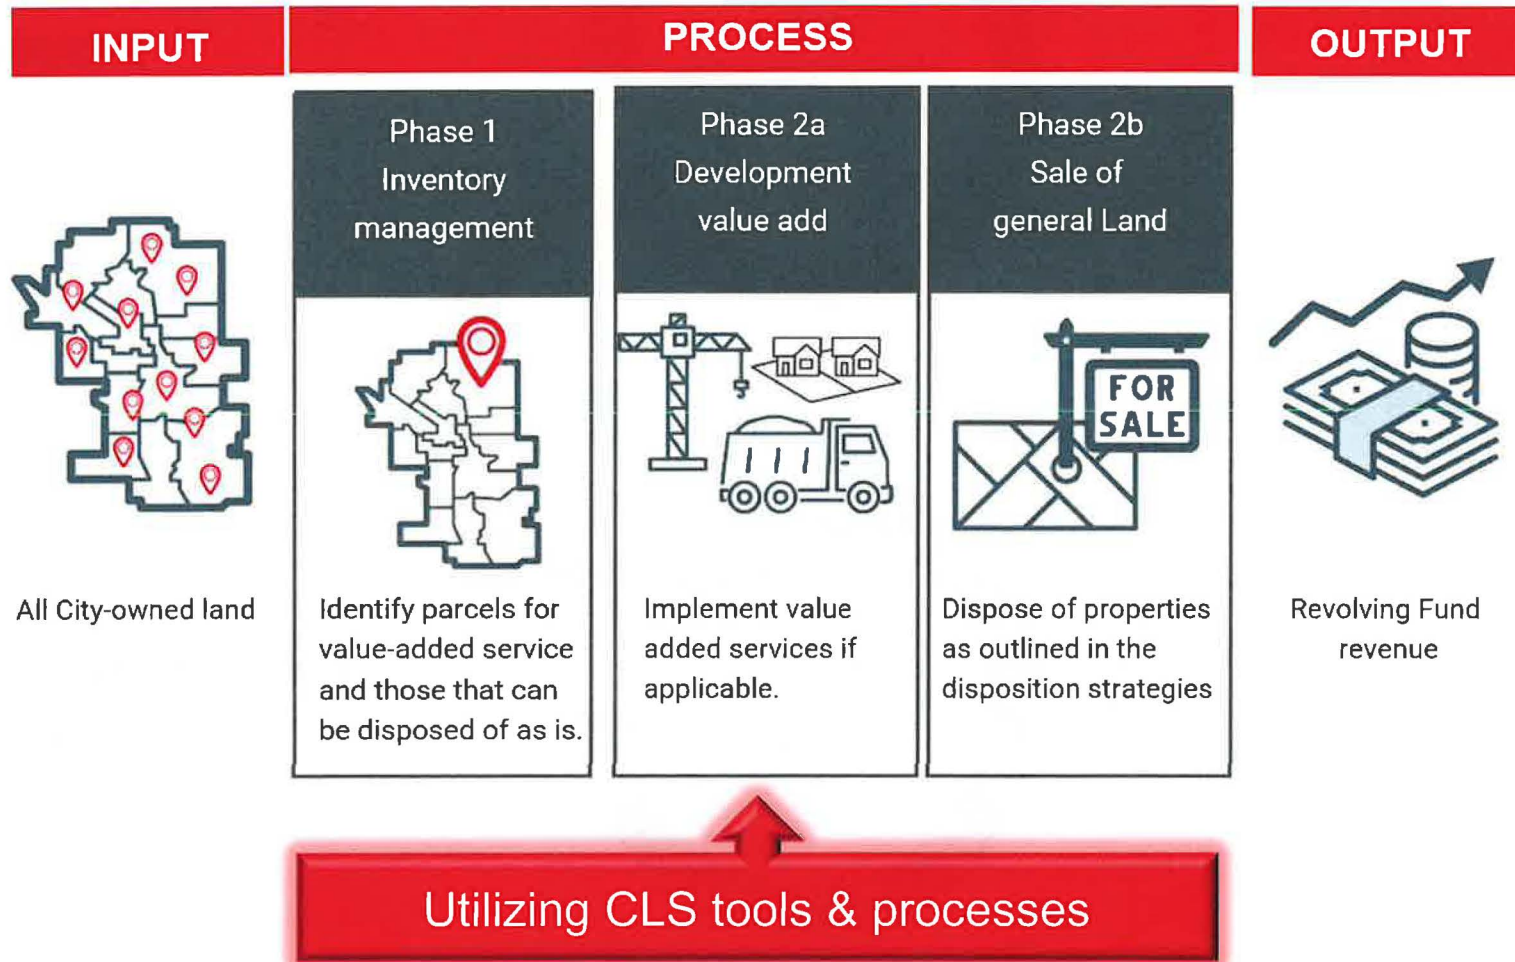 INPUT
PROCESS
OUTPUT
Phase 1
Inventory
management
Phase 2a
Development
value add
Phase 2b
Sale of
general Land
FOR
SALE
All City-owned land
Identify parcels for
value-added service
and those that can
be disposed of as is.
Implement value
added services if
applicable.
Dispose of properties
as outlined in the
disposition strategies
Revolving Fund
revenue
Utilizing CLS tools & processes